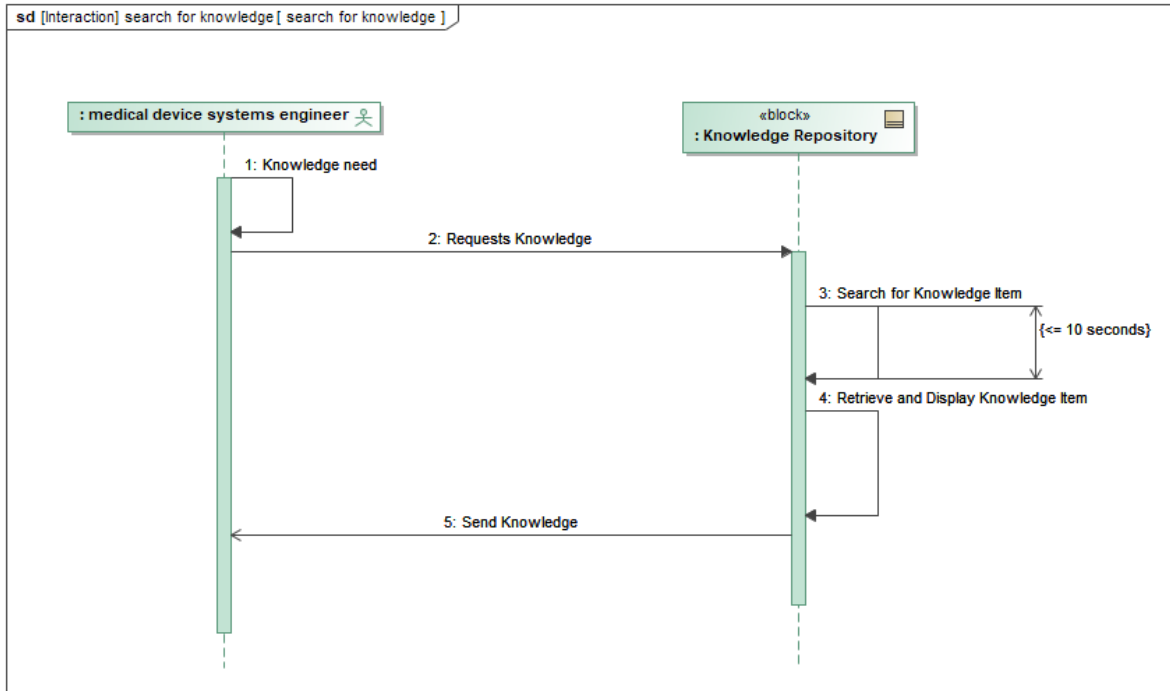 sd [Interaction] search for knowledge [ search for knowledge ]
: medical device systems engineer
«block»
: Knowledge Repository
1: Knowledge need
2: Requests Knowledge
3: Search for Knowledge Item
{<= 10 seconds}
4: Retrieve and Display Knowledge Item
5: Send Knowledge